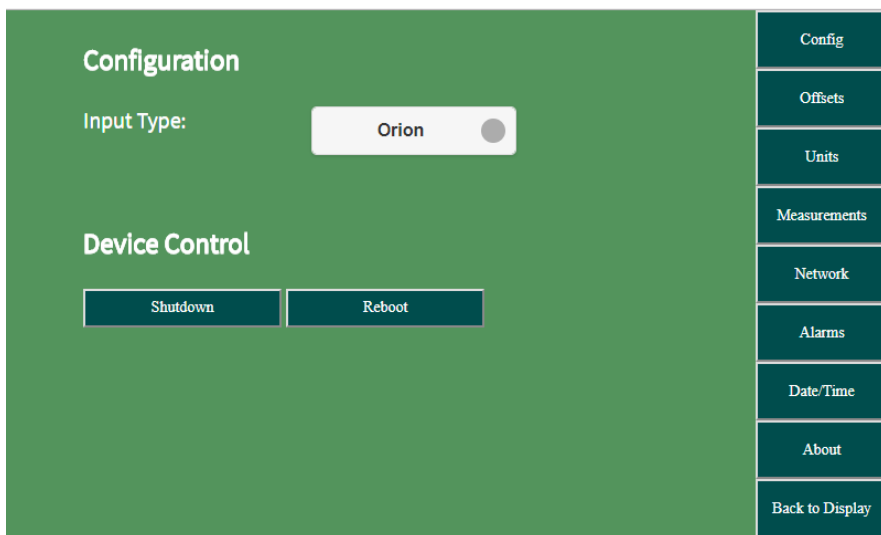 Configuration
Input Type:
Orion
Device Control
Shutdown
Reboot
Config
Offsets
Units
Measurements
Network
Alarms
Date/Time
About
Back to Display